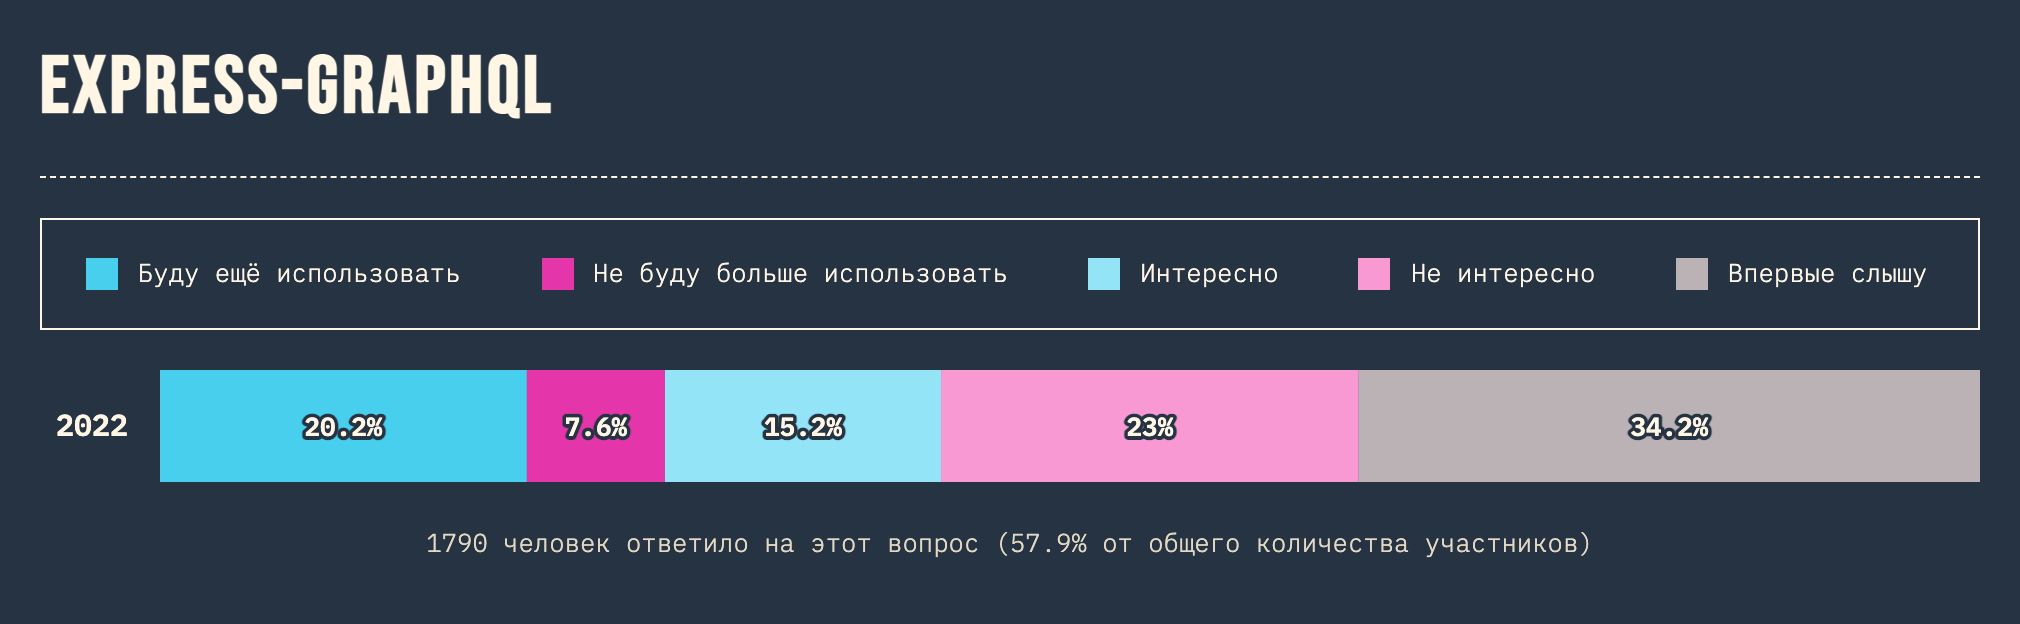 EXPRESS-GRAPHQL
Буду ещё использовать Не буду больше использовать Интересно Не интересно Впервые слышу
2022 20.2% 7.6% 15.2% 23% 34.2%
1790 человек ответило на этот вопрос (57.9% от общего количества участников)